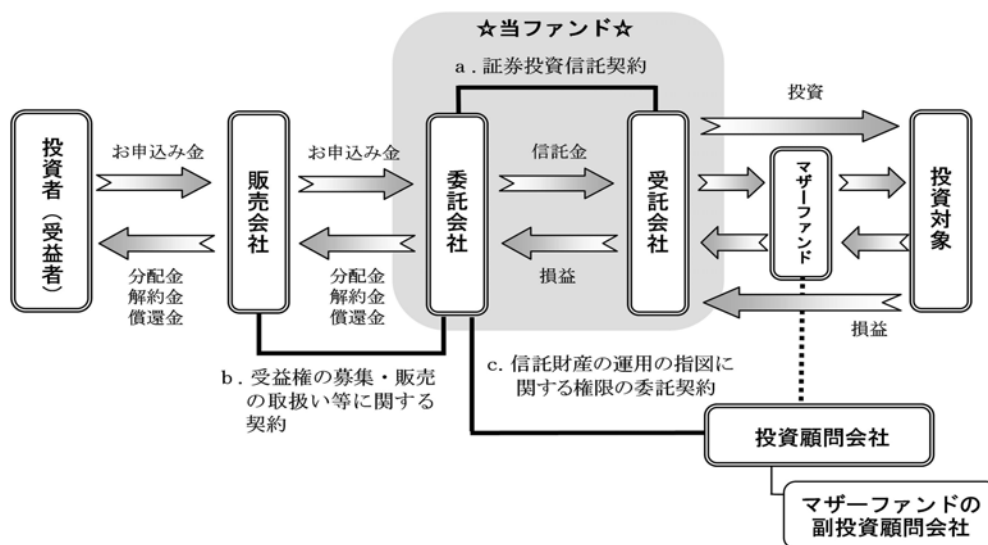 ☆当ファンド☆
a．証券投資信託契約
投資者（受益者）
お申込み金
分配金
解約金
償還金
販売会社
お申込み金
分配金
解約金
償還金
委託会社
信託金
損益
受託会社
投資
マザーファンド
損益
投資対象
b．受益権の募集・販売
の取扱い等に関する
契約
c．信託財産の運用の指図に
関する権限の委託契約
投資顧問会社
マザーファンドの
副投資顧問会社